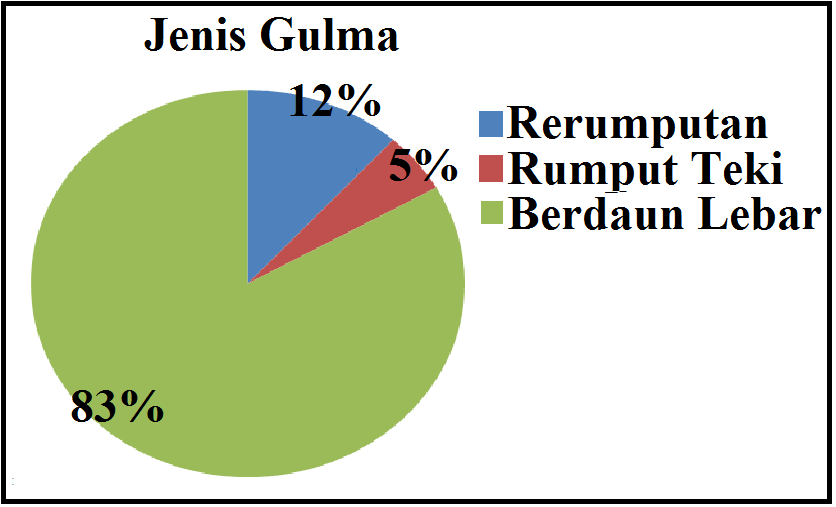 Jenis Gulma
12%
5%
83%
Rerumputan
Rumput Teki
Berdaun Lebar